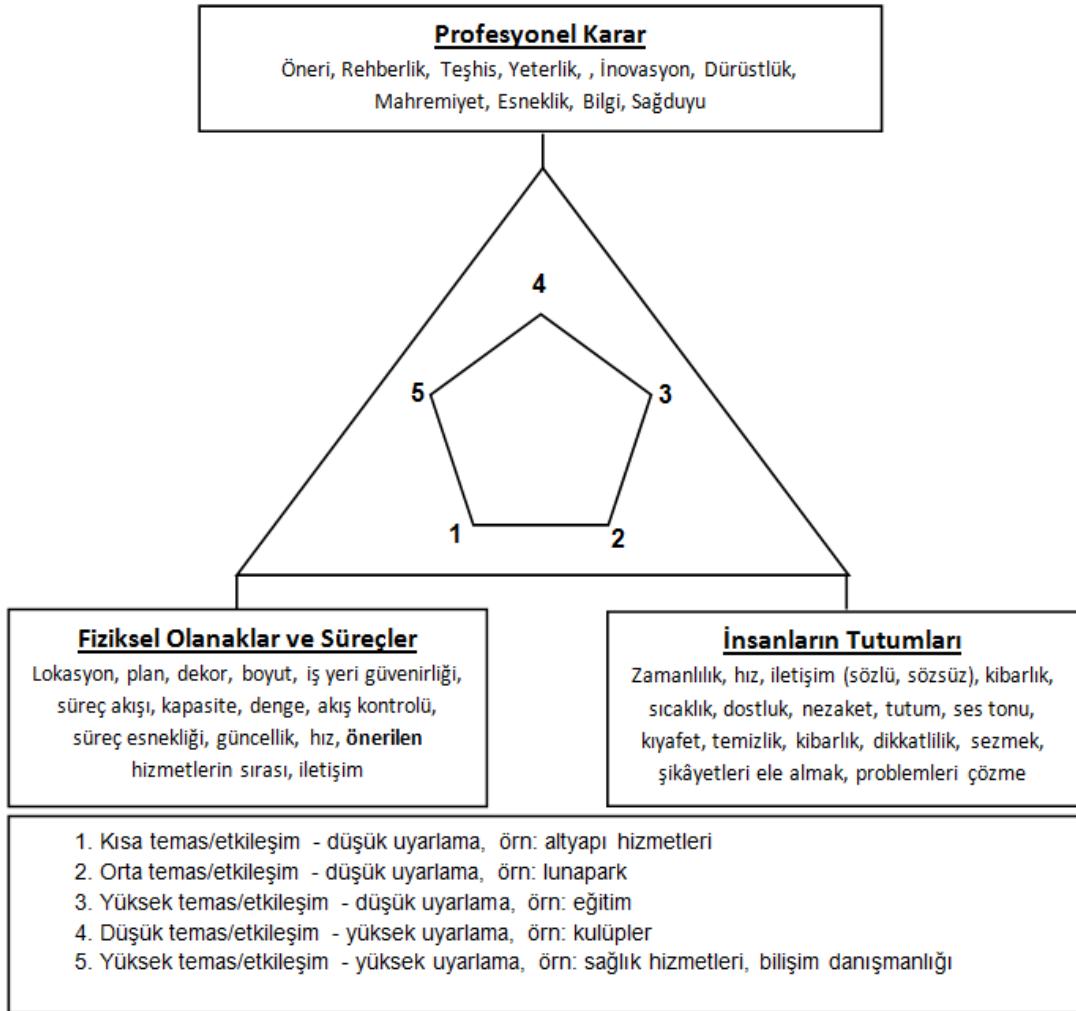 Profesyonel Karar
Öneri, Rehberlik, Teşhis, Yeterlik, , İnovasyon, Dürüstlük,
Mahremiyet, Esneklik, Bilgi, Sağduyu
4
5
3
1
2
Fiziksel Olanaklar ve Süreçler
Lokasyon, plan, dekor, boyut, iş yeri güvenirliği,
süreç akışı, kapasite, denge, akış kontrolü,
süreç esnekliği, güncellik, hız, önerilen
hizmetlerin sırası, iletişim
İnsanların Tutumları
Zamanlılık, hız, iletişim (sözlü, sözsüz), kibarlık,
sıcaklık, dostluk, nezaket, tutum, ses tonu,
kıyafet, temizlik, kibarlık, dikkatlilik, sezmek,
şikâyetleri ele almak, problemleri çözme
1. Kısa temas/etkileşim - düşük uyarlama, örn: altyapı hizmetleri
2. Orta temas/etkileşim - düşük uyarlama, örn: lunapark
3. Yüksek temas/etkileşim - düşük uyarlama, örn: eğitim
4. Düşük temas/etkileşim - yüksek uyarlama, örn: kulüpler
5. Yüksek temas/etkileşim - yüksek uyarlama, örn: sağlık hizmetleri, bilişim danışmanlığı